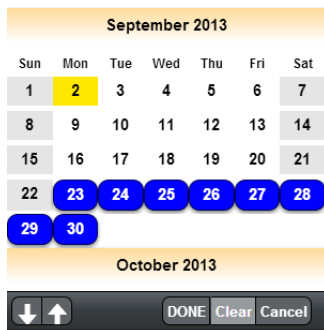 September 2013
Sun Mon Tue Wed Thu Fri Sat
1 2 3 4 5 6 7
8 9 10 11 12 13 14
15 16 17 18 19 20 21
22 23 24 25 26 27 28
29 30
October 2013
DONE Clear Cancel